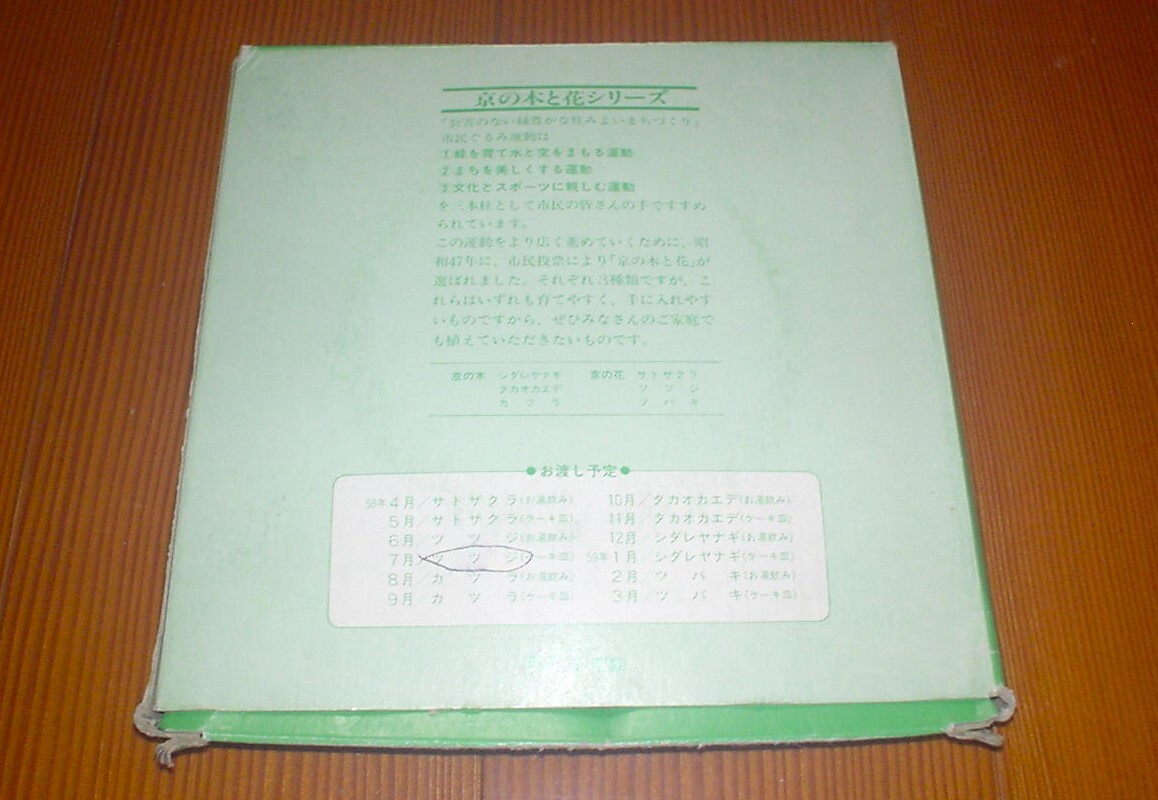 京の木と花シリーズ
「公害のない緑豊かな住みよいまちづくり」
市民ぐるみ運動は
①緑を育て水と空をまもる運動
②まちを美しくする運動
③文化とスポーツに親しむ運動
を三本柱として市民の皆さんの手ですすめ
られています。
この運動をより広く進めていくために、昭
和47年に、市民投票により「京の木と花」が
選ばれました。それぞれ3種類ですが、こ
れらはいずれも育てやすく、手に入れやす
いものですから、ぜひみなさんのご家庭で
も植えていただきたいものです。
京の木 シダレヤナギ 京の花 サトザクラ
タカオカエデ ツツジ
カツラ ツバキ
●お渡し予定●
58年4月/サトザクラ(お湯飲み)
5月/サトザクラ(ケーキ皿)
6月/ツツジ(お湯飲み)
7月/ツツジ(ケーキ皿)
8月/カツラ(お湯飲み)
9月/カツラ(ケーキ皿)
10月/タカオカエデ(お湯飲み)
11月/タカオカエデ(ケーキ皿)
12月/シダレヤナギ(お湯飲み)
59年1月/シダレヤナギ(ケーキ皿)
2月/ツバキ(お湯飲み)
3月/ツバキ(ケーキ皿)